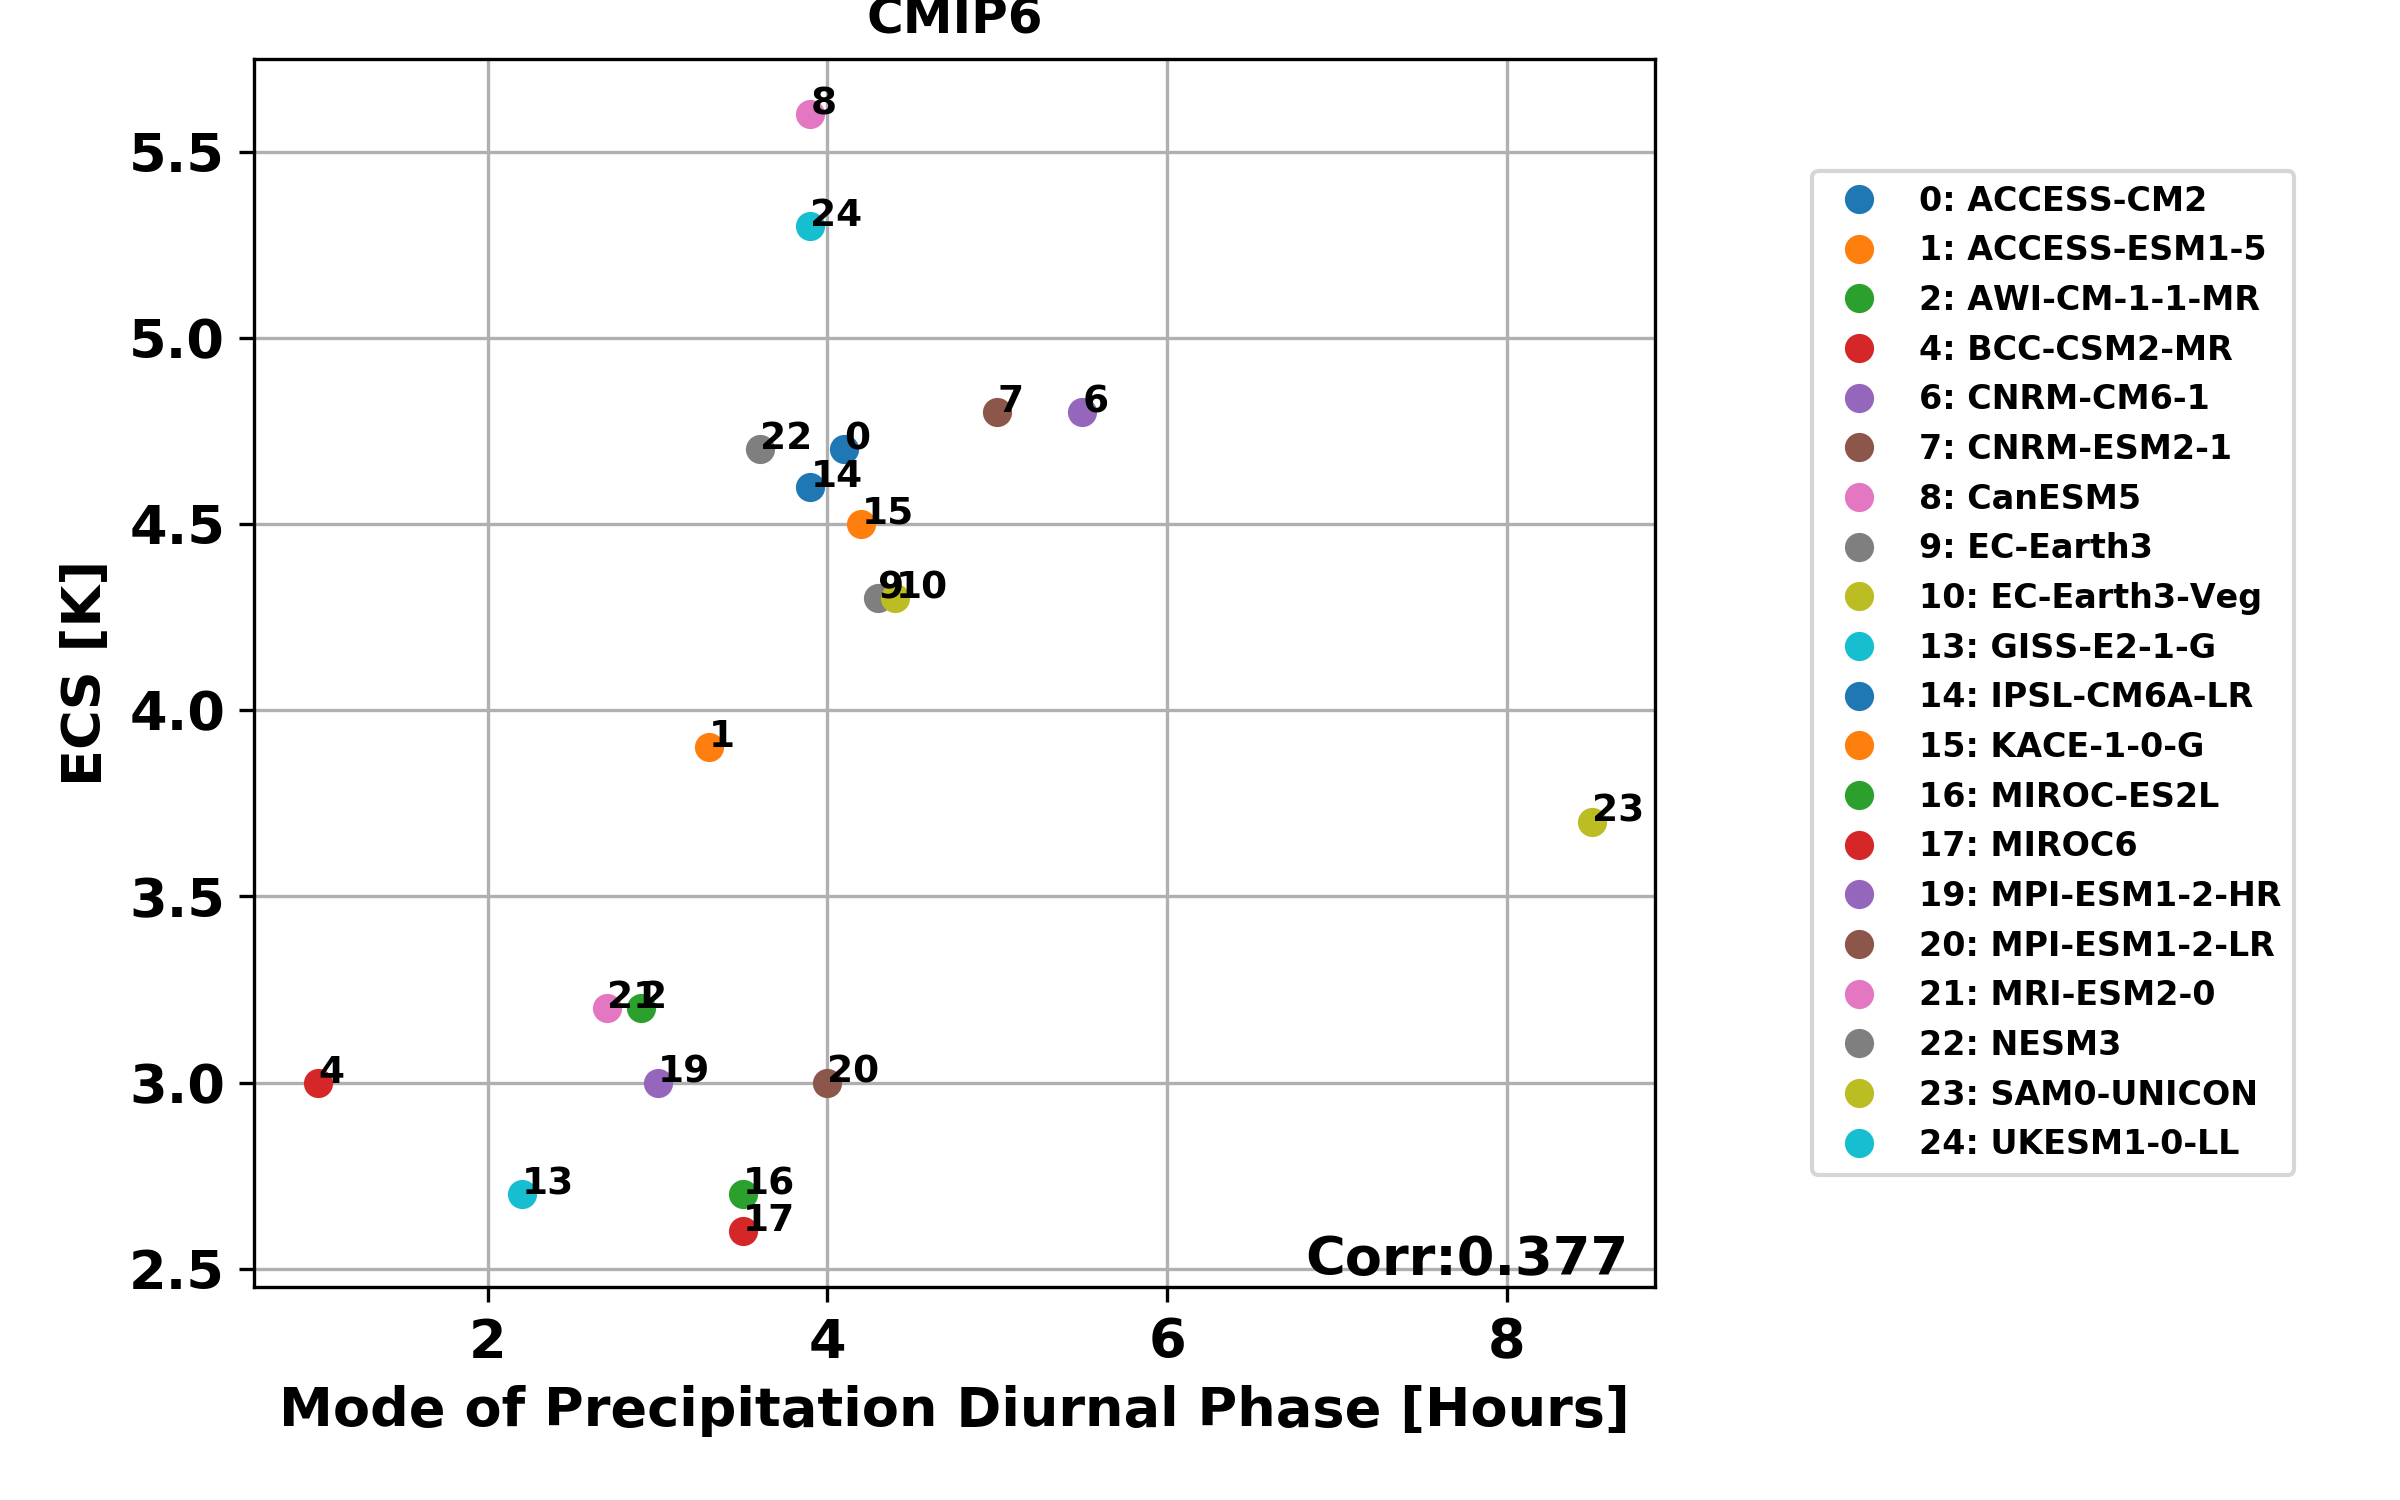 CMIP6
5.5
5.0
4.5
4.0
3.5
3.0
2.5
ECS [K]
8
24
7
6
22
0
14
15
9
10
1
23
21
2
4
19
20
13
16
17
Corr:0.377
2 4 6 8
Mode of Precipitation Diurnal Phase [Hours]
0: ACCESS-CM2
1: ACCESS-ESM1-5
2: AWI-CM-1-1-MR
4: BCC-CSM2-MR
6: CNRM-CM6-1
7: CNRM-ESM2-1
8: CanESM5
9: EC-Earth3
10: EC-Earth3-Veg
13: GISS-E2-1-G
14: IPSL-CM6A-LR
15: KACE-1-0-G
16: MIROC-ES2L
17: MIROC6
19: MPI-ESM1-2-HR
20: MPI-ESM1-2-LR
21: MRI-ESM2-0
22: NESM3
23: SAM0-UNICON
24: UKESM1-0-LL